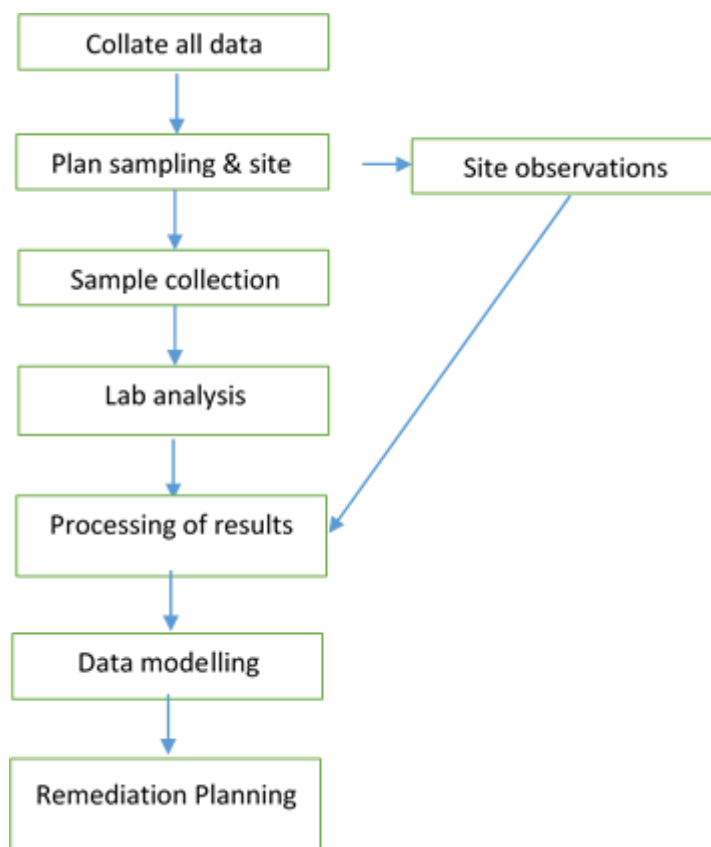 Collate all data
Plan sampling & site
Site observations
Sample collection
Lab analysis
Processing of results
Data modelling
Remediation Planning